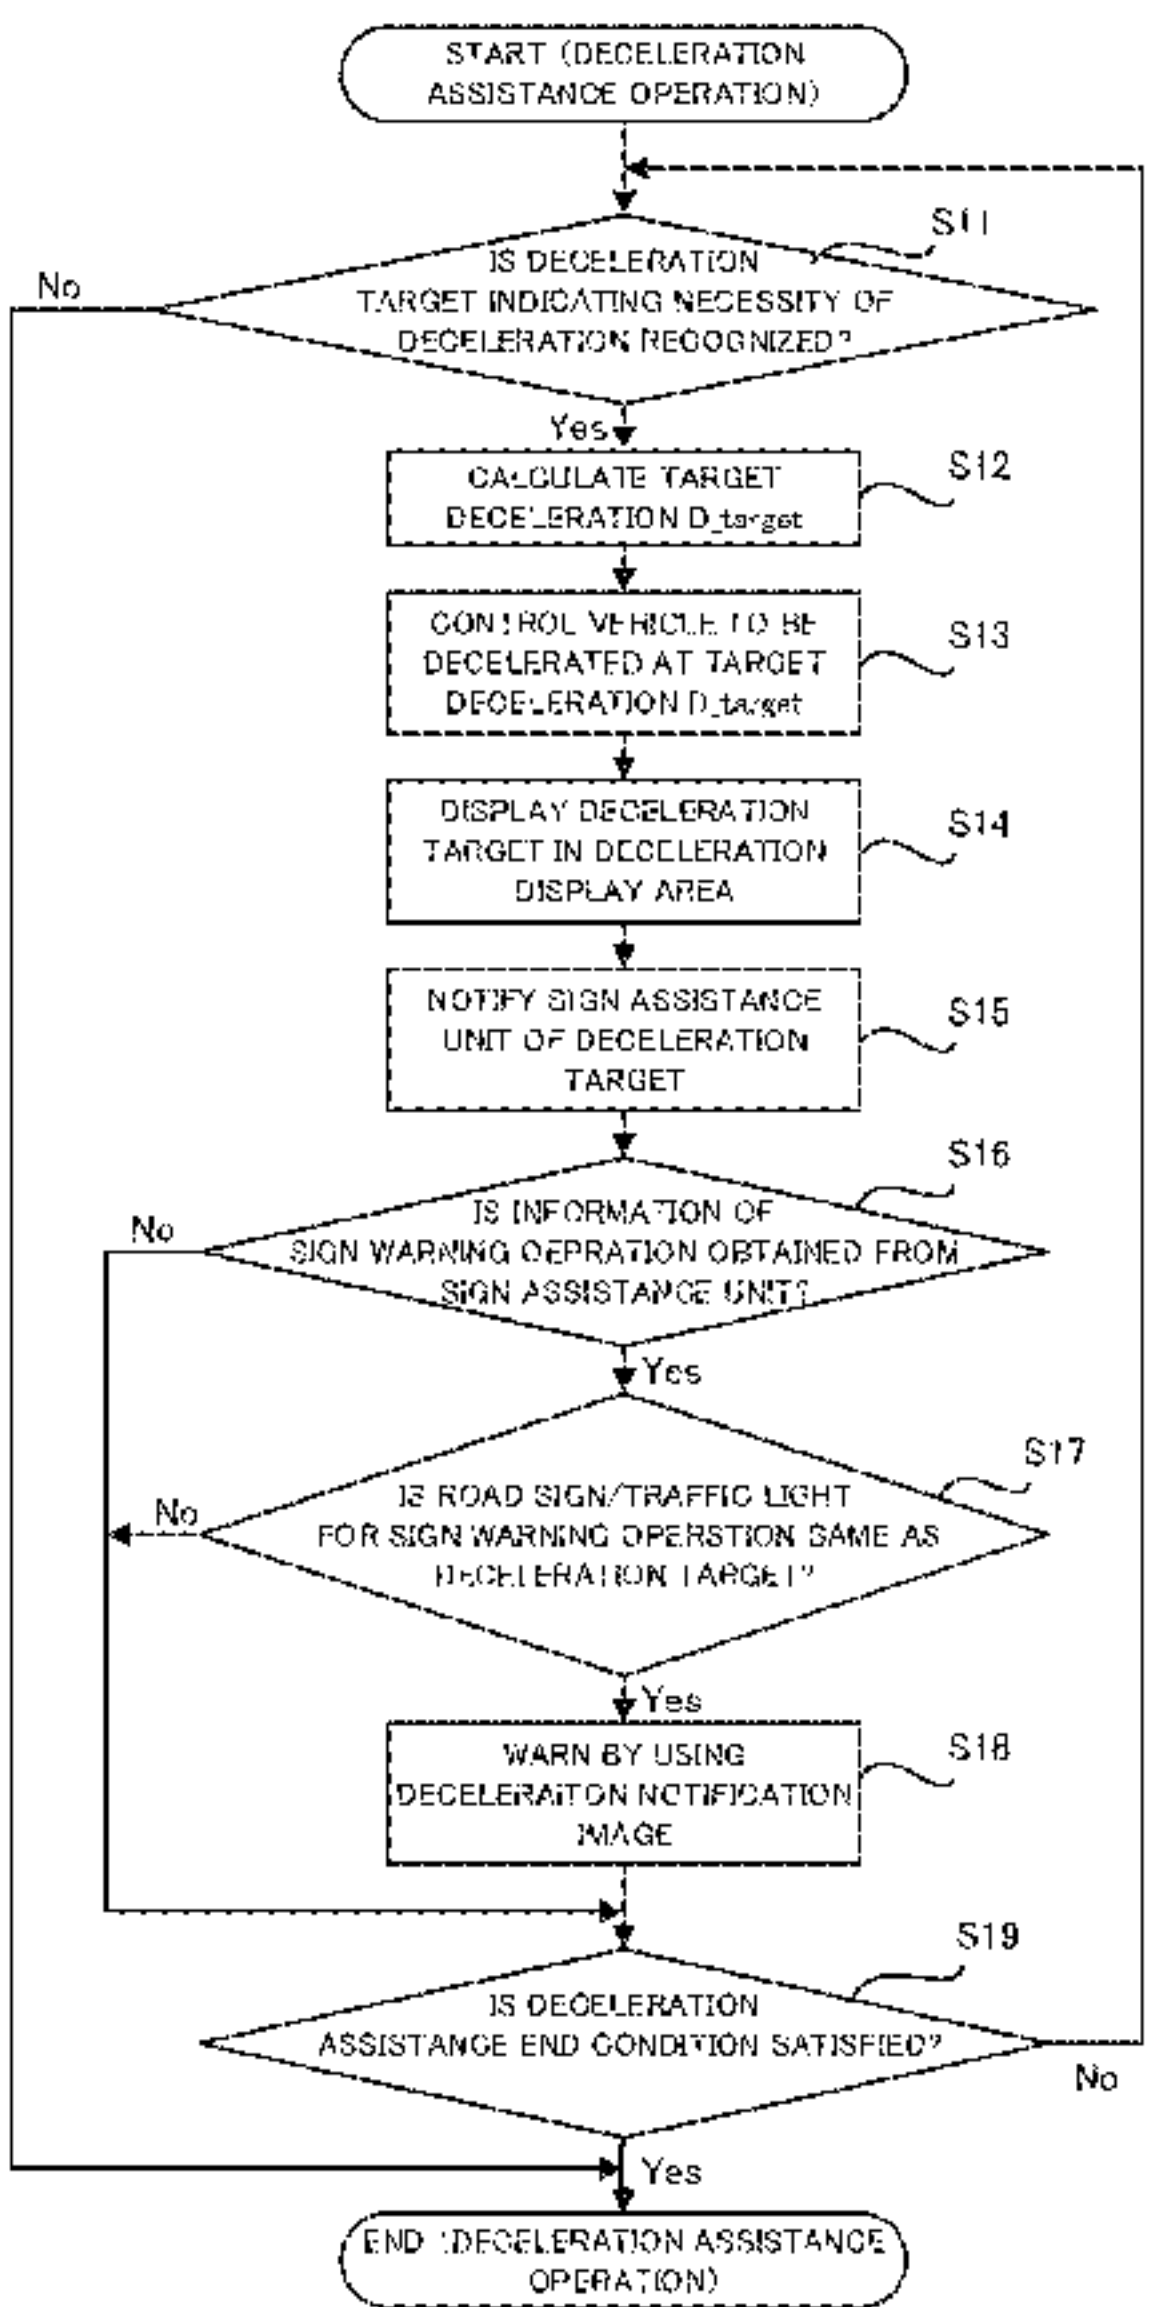 START (DECELERATION
ASSISTANCE OPERATION)
S11
No
IS DECELERATION
TARGET INDICATING NECESSITY OF
DECELERATION RECOGNIZED?
Yes
S12
CALCULATE TARGET
DECELERATION D_target
S13
CONTROL VEHICLE TO BE
DECELERATED AT TARGET
DECELERATION D_target
S14
DISPLAY DECELERATION
TARGET IN DECELERATION
DISPLAY AREA
S15
NOTIFY SIGN ASSISTANCE
UNIT OF DECELERATION
TARGET
S16
No
IS INFORMATION OF
SIGN WARNING OEPRATION OBTAINED FROM
SIGN ASSISTANCE UNIT?
Yes
S17
No
IS ROAD SIGN/TRAFFIC LIGHT
FOR SIGN WARNING OPERSTION SAME AS
DECELERATION TARGET?
Yes
S18
WARN BY USING
DECELERAITON NOTIFICATION
IMAGE
S19
IS DECELERATION
ASSISTANCE END CONDITION SATISFIED?
No
Yes
END (DECELERATION ASSISTANCE
OPERATION)